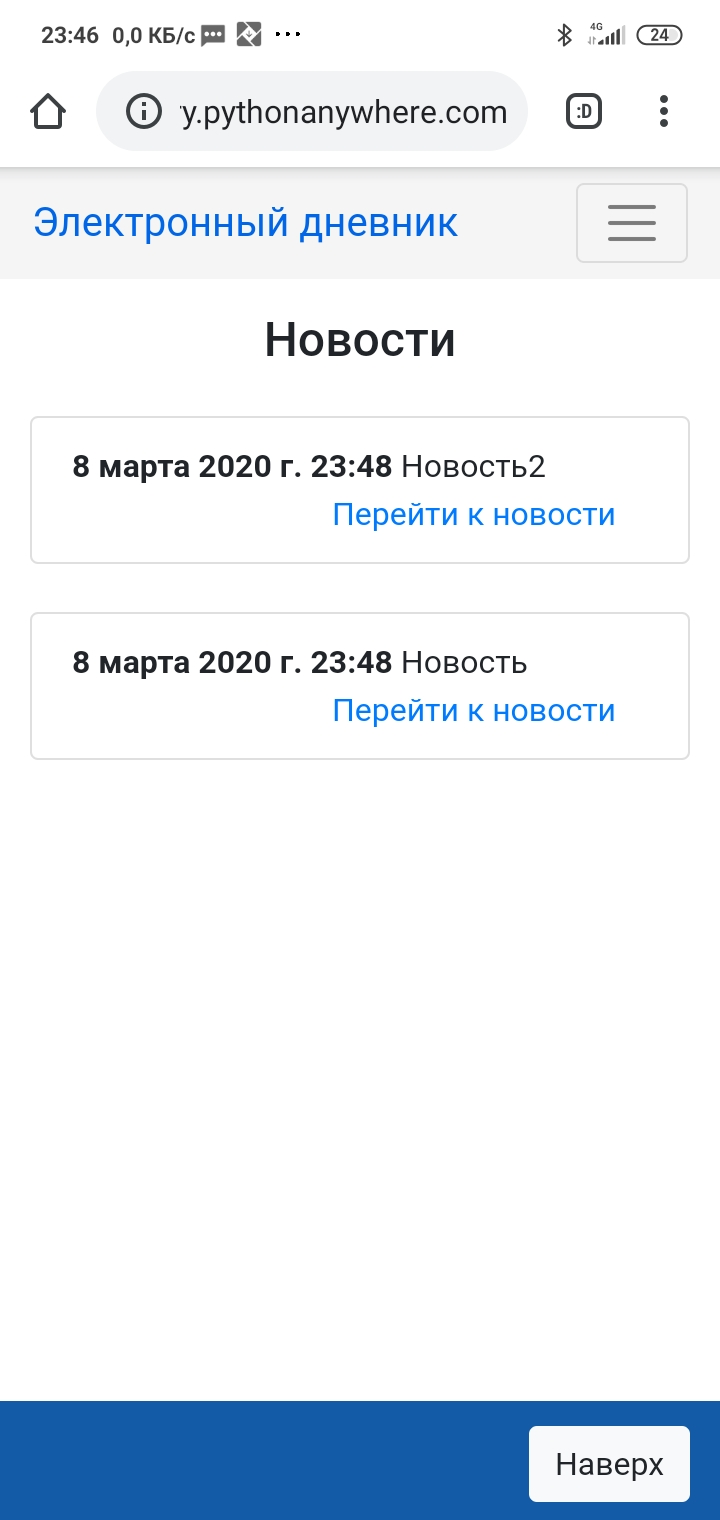 23:46 0,0 КБ/с 4G 24
y.pythonanywhere.com :D
Электронный дневник
Новости
8 марта 2020 г. 23:48 Новость2
Перейти к новости
8 марта 2020 г. 23:48 Новость
Перейти к новости
Наверх